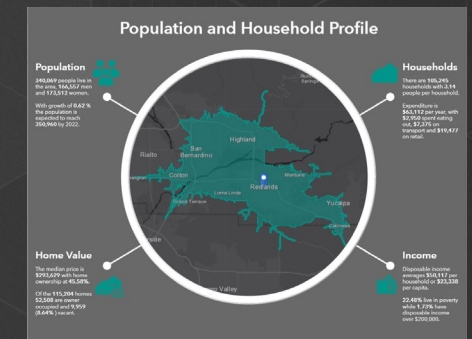 Population and Household Profile
Population
340,069 people live in
the area, 166,557 men
and 173,512 women.
With growth of 0.62 %
the population is
expected to reach
350,960 by 2022.
Households
There are 105,245
households with 3.14
people per household.
Expenditure is
$63,112 per year, with
$2,950 spent eating
out, $7,375 on
transport and $19,477
on retail.
Highland
San
Bernardino
Rialto
Colton
Loma Linda
Redlands
Mentone
Grand Terrace
Yucaipa
Calimesa
Home Value
The median price is
$293,629 with home
ownership at 45.58%.
Of the 115,204 homes
52,508 are owner
occupied and 9,959
(8.64% ) vacant.
Income
Disposable income
averages $50,117 per
household or $23,338
per capita.
22.48% live in poverty
while 1.73% have
disposable income
over $200,000.
Valley